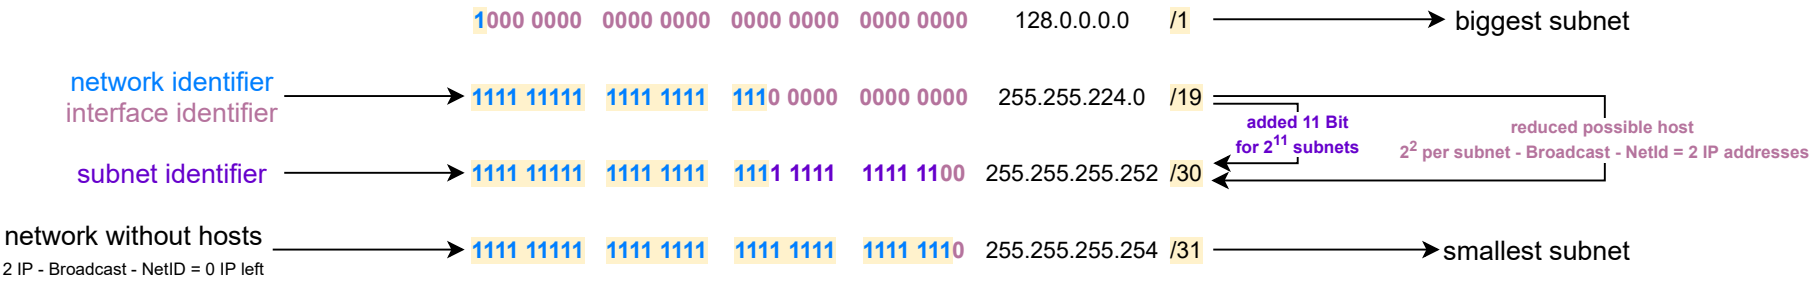 1000 0000 0000 0000 0000 0000 0000 0000 128.0.0.0.0 /1 biggest subnet
network identifier
interface identifier
1111 11111 1111 1111 1110 0000 0000 0000 255.255.224.0 /19
added 11 Bit
for 2^11 subnets
reduced possible host
2^2 per subnet - Broadcast - NetId = 2 IP addresses
subnet identifier 1111 11111 1111 1111 1111 1111 1111 1100 255.255.255.252 /30
network without hosts
2 IP - Broadcast - NetID = 0 IP left
1111 11111 1111 1111 1111 1111 1111 1110 255.255.255.254 /31 smallest subnet